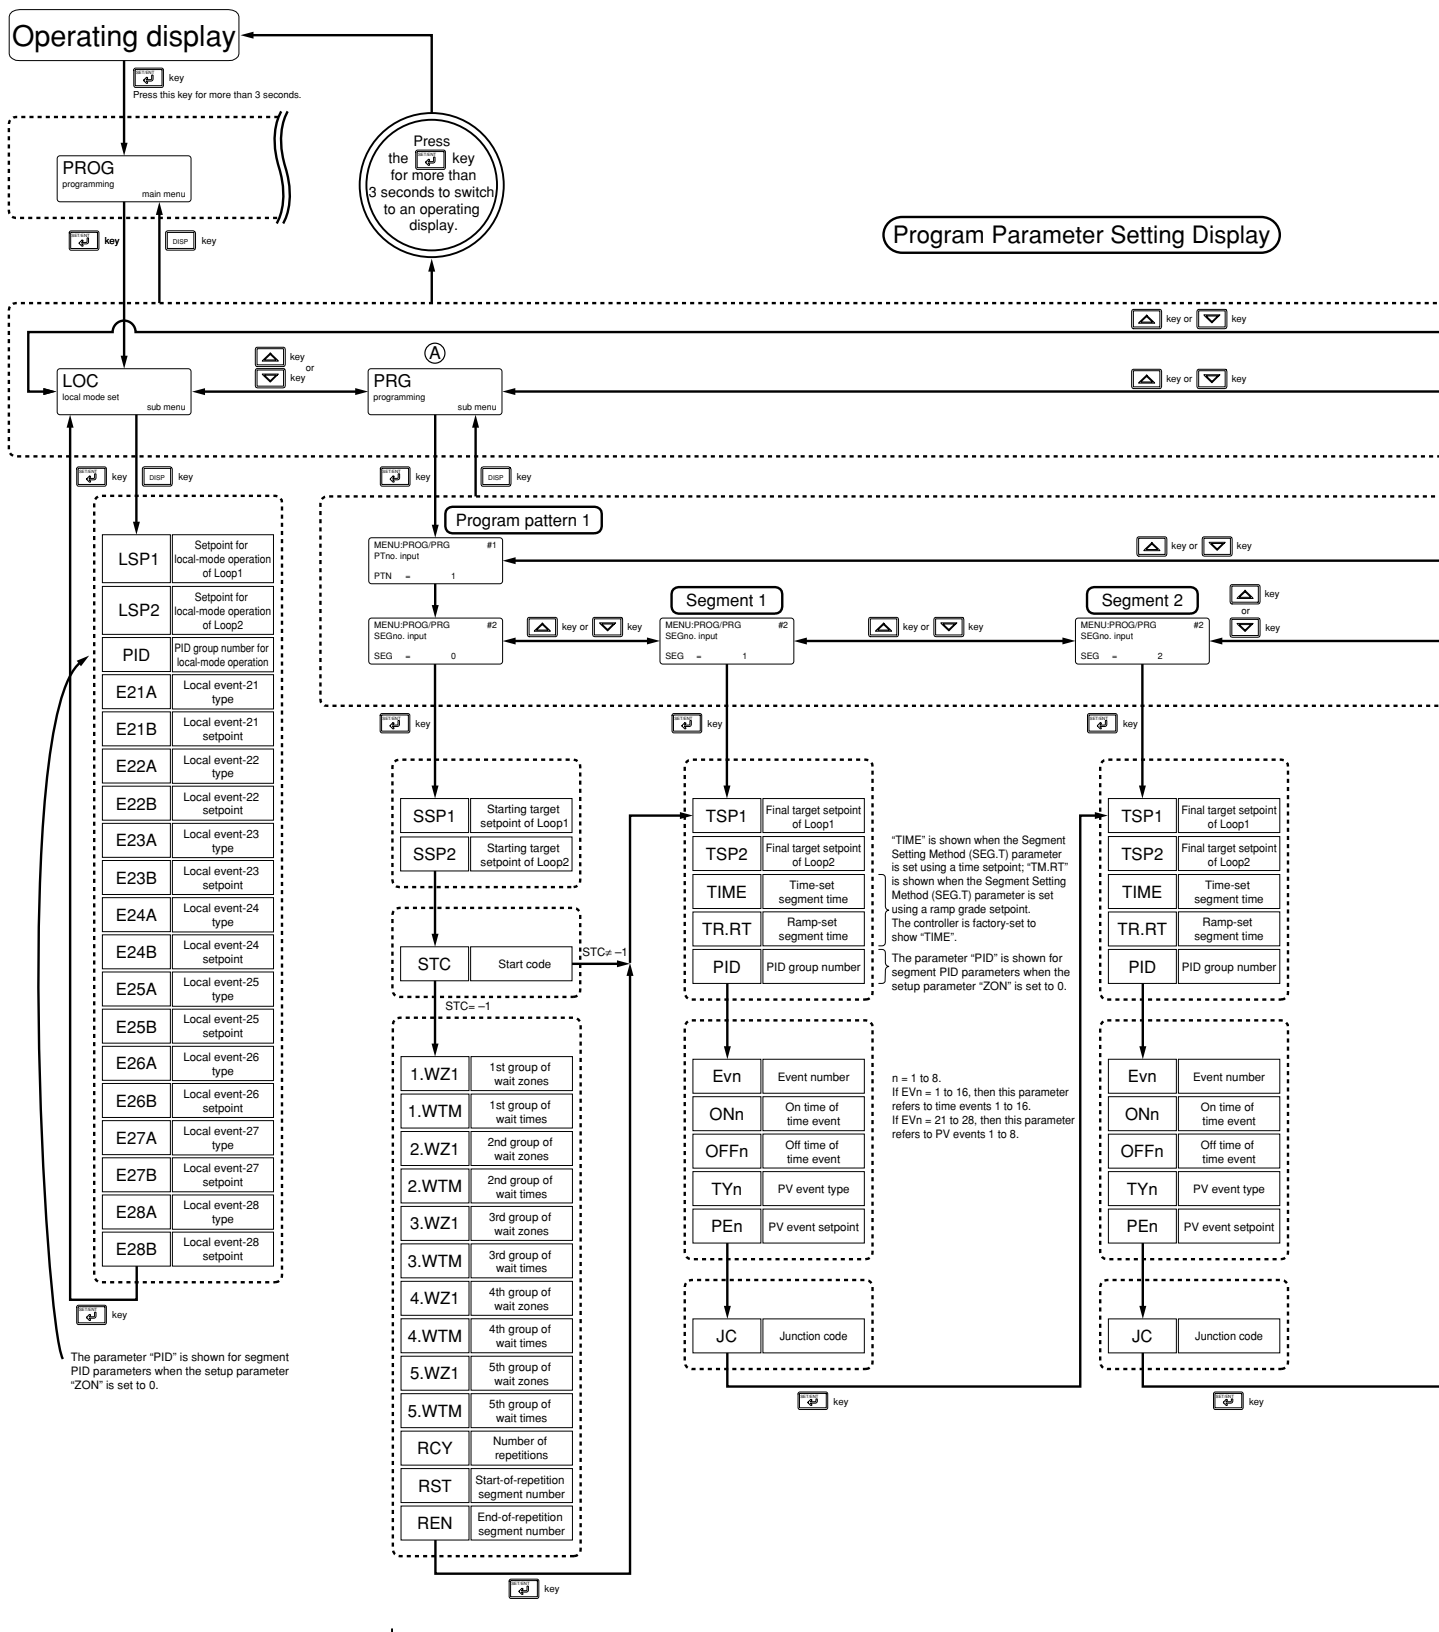 Operating display
SET/ENT key
Press this key for more than 3 seconds.
PROG
programming
main menu
Press
the SET/ENT key
for more than
3 seconds to switch
to an operating
display.
SET/ENT key
DISP key
Program Parameter Setting Display
key or key
key
or
key
A
LOC
local mode set
sub menu
PRG
programming
sub menu
key or key
SET/ENT key
DISP key
SET/ENT key
DISP key
Program pattern 1
MENU:PROG/PRG #1
PTno. input
PTN = 1
key or key
Segment 1
Segment 2
MENU:PROG/PRG #2
SEGno. input
SEG = 0
key or key
MENU:PROG/PRG #2
SEGno. input
SEG = 1
key or key
MENU:PROG/PRG #2
SEGno. input
SEG = 2
key
or
key
SET/ENT key
SET/ENT key
SET/ENT key
LSP1 Setpoint for
local-mode operation
of Loop1
LSP2 Setpoint for
local-mode operation
of Loop2
PID PID group number for
local-mode operation
E21A Local event-21
type
E21B Local event-21
setpoint
E22A Local event-22
type
E22B Local event-22
setpoint
E23A Local event-23
type
E23B Local event-23
setpoint
E24A Local event-24
type
E24B Local event-24
setpoint
E25A Local event-25
type
E25B Local event-25
setpoint
E26A Local event-26
type
E26B Local event-26
setpoint
E27A Local event-27
type
E27B Local event-27
setpoint
E28A Local event-28
type
E28B Local event-28
setpoint
SET/ENT key
The parameter “PID” is shown for segment
PID parameters when the setup parameter
“ZON” is set to 0.
SSP1 Starting target
setpoint of Loop1
SSP2 Starting target
setpoint of Loop2
STC Start code
STC≠ –1
STC= –1
1.WZ1 1st group of
wait zones
1.WTM 1st group of
wait times
2.WZ1 2nd group of
wait zones
2.WTM 2nd group of
wait times
3.WZ1 3rd group of
wait zones
3.WTM 3rd group of
wait times
4.WZ1 4th group of
wait zones
4.WTM 4th group of
wait times
5.WZ1 5th group of
wait zones
5.WTM 5th group of
wait times
RCY Number of
repetitions
RST Start-of-repetition
segment number
REN End-of-repetition
segment number
SET/ENT key
TSP1 Final target setpoint
of Loop1
TSP2 Final target setpoint
of Loop2
TIME Time-set
segment time
TR.RT Ramp-set
segment time
PID PID group number
“TIME” is shown when the Segment
Setting Method (SEG.T) parameter
is set using a time setpoint; “TM.RT”
is shown when the Segment Setting
Method (SEG.T) parameter is set
using a ramp grade setpoint.
The controller is factory-set to
show “TIME”.
The parameter “PID” is shown for
segment PID parameters when the
setup parameter “ZON” is set to 0.
Evn Event number
ONn On time of
time event
OFFn Off time of
time event
TYn PV event type
PEn PV event setpoint
n = 1 to 8.
If EVn = 1 to 16, then this parameter
refers to time events 1 to 16.
If EVn = 21 to 28, then this parameter
refers to PV events 1 to 8.
JC Junction code
SET/ENT key
TSP1 Final target setpoint
of Loop1
TSP2 Final target setpoint
of Loop2
TIME Time-set
segment time
TR.RT Ramp-set
segment time
PID PID group number
Evn Event number
ONn On time of
time event
OFFn Off time of
time event
TYn PV event type
PEn PV event setpoint
JC Junction code
SET/ENT key